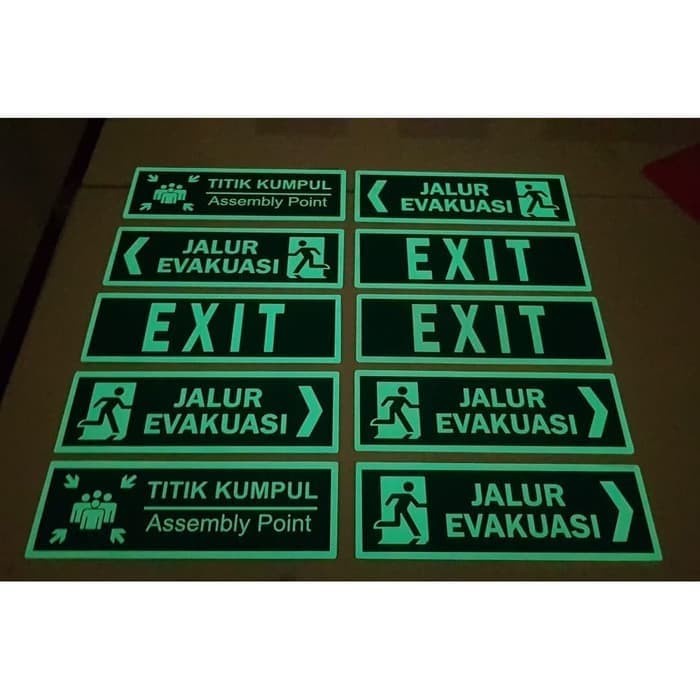 TITIK KUMPUL
Assembly Point
JALUR
EVAKUASI
JALUR
EVAKUASI
EXIT
EXIT
EXIT
JALUR
EVAKUASI
JALUR
EVAKUASI
TITIK KUMPUL
Assembly Point
JALUR
EVAKUASI